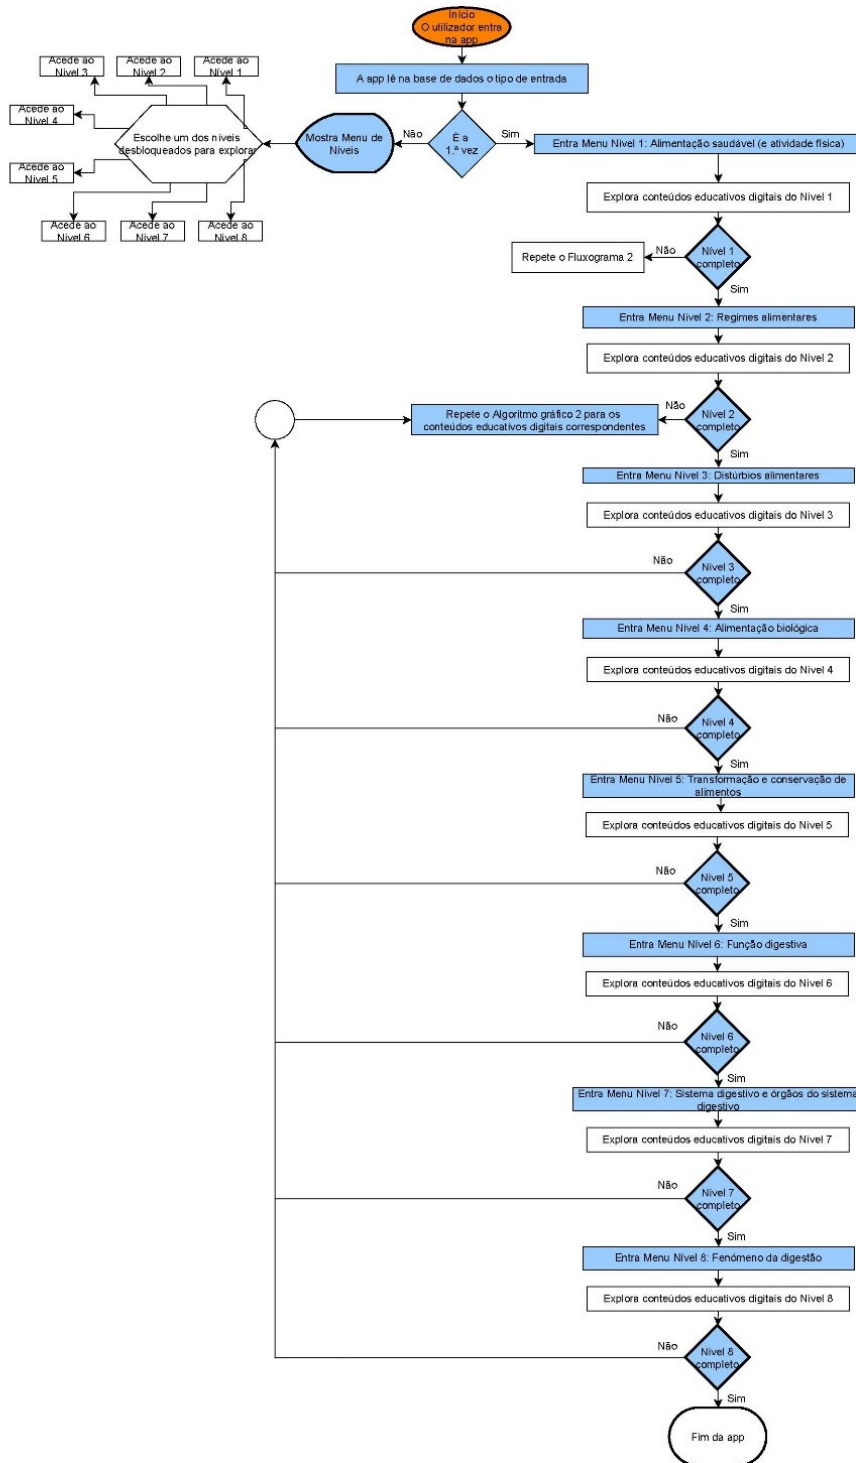 Início
O utilizador entra
na app
A app lê na base de dados o tipo de entrada
È a
1.ª vez
Não
Sim
Mostra Menu de
Níveis
Escolhe um dos níveis
desbloqueados para explorar
Acede ao
Nível 3
Acede ao
Nível 2
Acede ao
Nível 1
Acede ao
Nível 4
Acede ao
Nível 5
Acede ao
Nível 6
Acede ao
Nível 7
Acede ao
Nível 8
Entra Menu Nível 1: Alimentação saudável (e atividade física)
Explora conteúdos educativos digitais do Nível 1
Nível 1
completo
Não
Repete o Fluxograma 2
Sim
Entra Menu Nível 2: Regimes alimentares
Explora conteúdos educativos digitais do Nível 2
Nível 2
completo
Não
Repete o Algoritmo gráfico 2 para os
conteúdos educativos digitais correspondentes
Sim
Entra Menu Nível 3: Distúrbios alimentares
Explora conteúdos educativos digitais do Nível 3
Não
Nível 3
completo
Sim
Entra Menu Nível 4: Alimentação biológica
Explora conteúdos educativos digitais do Nível 4
Não
Nível 4
completo
Sim
Entra Menu Nível 5: Transformação e conservação de
alimentos
Explora conteúdos educativos digitais do Nível 5
Não
Nível 5
completo
Sim
Entra Menu Nível 6: Função digestiva
Explora conteúdos educativos digitais do Nível 6
Não
Nível 6
completo
Sim
Entra Menu Nível 7: Sistema digestivo e órgãos do sistema
digestivo
Explora conteúdos educativos digitais do Nível 7
Não
Nível 7
completo
Sim
Entra Menu Nível 8: Fenómeno da digestão
Explora conteúdos educativos digitais do Nível 8
Não
Nível 8
completo
Sim
Fim da app